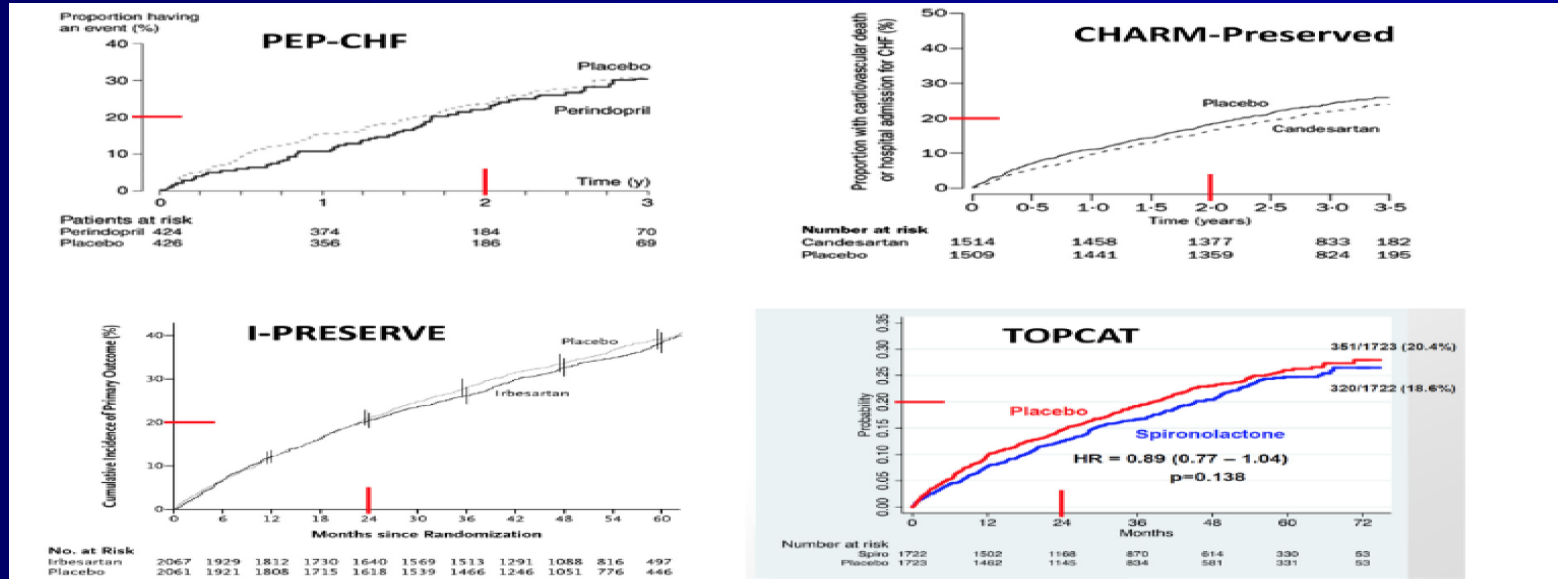 Proportion having
an event (%)
PEP-CHF
40
30
20
10
0
Placebo
Perindopril
Time (y)
0 1 2 3
Patients at risk
Perindopril 424 374 184 70
Placebo 426 356 186 69
CHARM-Preserved
Proportion with cardiovascular death
or hospital admission for CHF (%)
50
40
30
20
10
0
Placebo
Candesartan
0 0·5 1·0 1·5 2·0 2·5 3·0 3·5
Time (years)
Number at risk
Candesartan 1514 1458 1377 833 182
Placebo 1509 1441 1359 824 195
I-PRESERVE
Cumulative Incidence of Primary Outcome (%)
40
30
20
10
0
Placebo
Irbesartan
0 6 12 18 24 30 36 42 48 54 60
Months since Randomization
No. at Risk
Irbesartan 2067 1929 1812 1730 1640 1569 1513 1291 1088 816 497
Placebo 2061 1921 1808 1715 1618 1539 1466 1246 1051 776 446
TOPCAT
Probability
0.35
0.30
0.25
0.20
0.15
0.10
0.05
0.00
351/1723 (20.4%)
320/1722 (18.6%)
Placebo
Spironolactone
HR = 0.89 (0.77 – 1.04)
p=0.138
0 12 24 36 48 60 72
Months
Number at risk
Spiro 1722 1502 1168 870 614 330 53
Placebo 1723 1462 1145 834 581 331 53